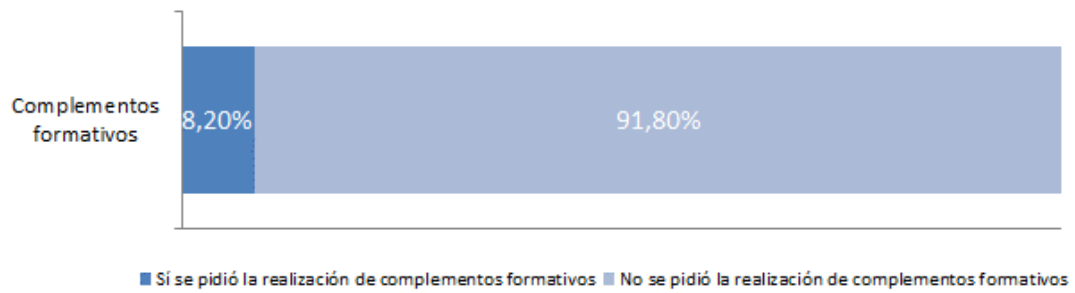 Complementos
formativos
8,20%
91,80%
Sí se pidió la realización de complementos formativos No se pidió la realización de complementos formativos